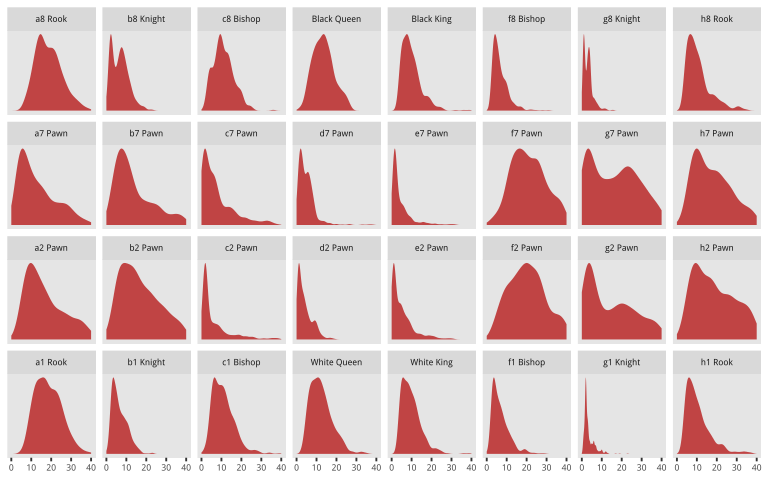 a8 Rook b8 Knight c8 Bishop Black Queen Black King f8 Bishop g8 Knight h8 Rook
a7 Pawn b7 Pawn c7 Pawn d7 Pawn e7 Pawn f7 Pawn g7 Pawn h7 Pawn
a2 Pawn b2 Pawn c2 Pawn d2 Pawn e2 Pawn f2 Pawn g2 Pawn h2 Pawn
a1 Rook b1 Knight c1 Bishop White Queen White King f1 Bishop g1 Knight h1 Rook
0 10 20 30 40 0 10 20 30 40 0 10 20 30 40 0 10 20 30 40 0 10 20 30 40 0 10 20 30 40 0 10 20 30 40 0 10 20 30 40